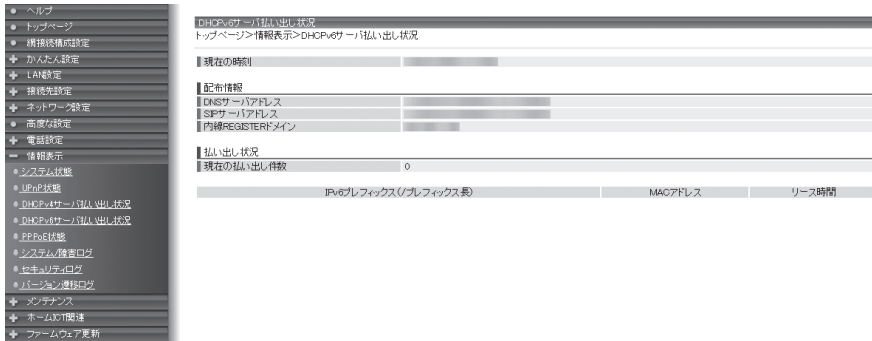 ヘルプ
トップページ
網接続構成設定
かんたん設定
LAN設定
接続先設定
ネットワーク設定
高度な設定
電話設定
情報表示
システム状態
UPnP状態
DHCPv4サーバ払い出し状況
DHCPv6サーバ払い出し状況
PPPoE状態
システム/障害ログ
セキュリティログ
バージョン遷移ログ
メンテナンス
ホームICT関連
ファームウェア更新
DHCPv6サーバ払い出し状況
トップページ>情報表示>DHCPv6サーバ払い出し状況
現在の時刻
配布情報
DNSサーバアドレス
SIPサーバアドレス
内線REGISTERドメイン
払い出し状況
現在の払い出し件数 0
IPv6プレフィックス(/プレフィックス長) MACアドレス リース時間